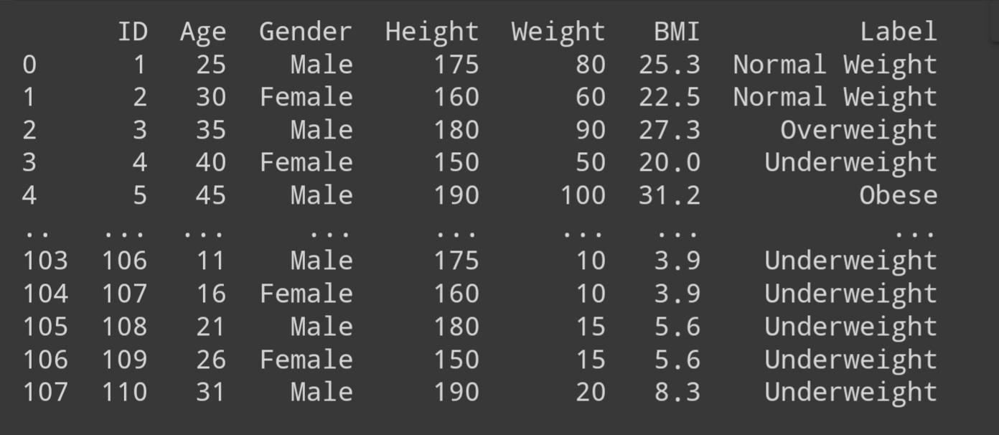 ID Age Gender Height Weight BMI Label
0 1 25 Male 175 80 25.3 Normal Weight
1 2 30 Female 160 60 22.5 Normal Weight
2 3 35 Male 180 90 27.3 Overweight
3 4 40 Female 150 50 20.0 Underweight
4 5 45 Male 190 100 31.2 Obese
.. ... ... ... ... ... ... ...
103 106 11 Male 175 10 3.9 Underweight
104 107 16 Female 160 10 3.9 Underweight
105 108 21 Male 180 15 5.6 Underweight
106 109 26 Female 150 15 5.6 Underweight
107 110 31 Male 190 20 8.3 Underweight